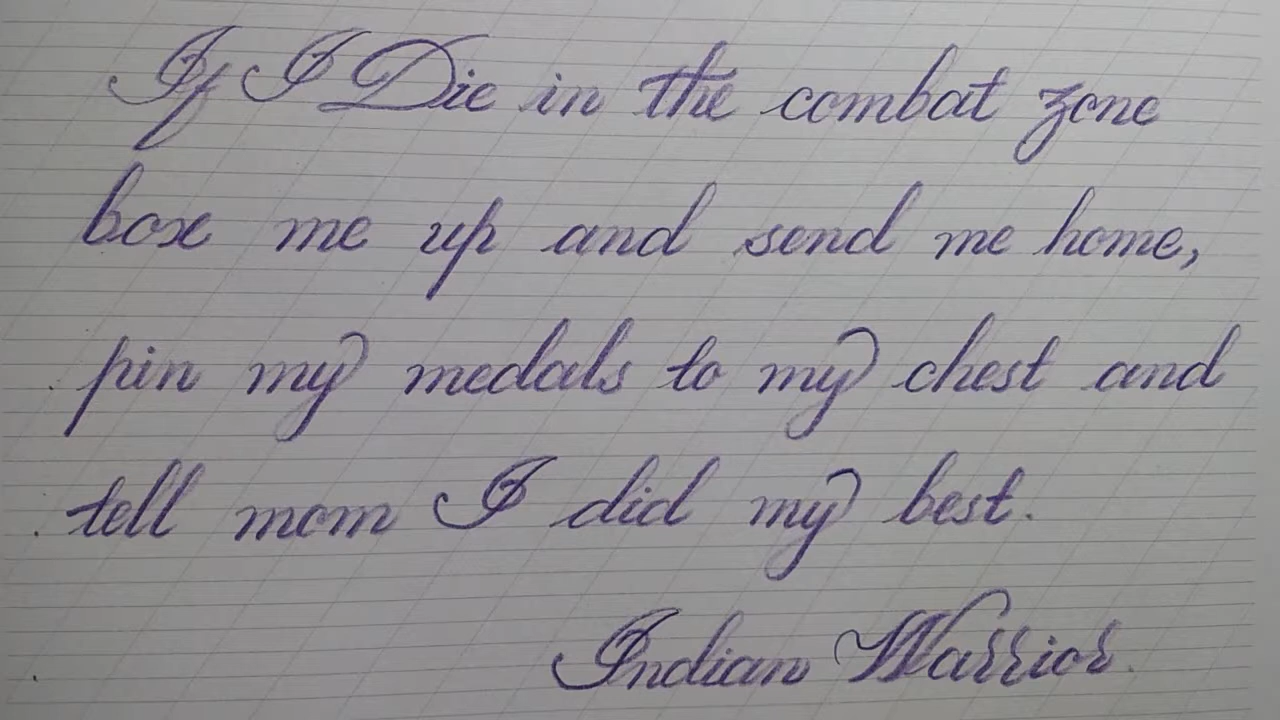 If I Die in the combat zone
box me up and send me home,
pin my medals to my chest and
tell mom I did my best.
Indian Warrior.